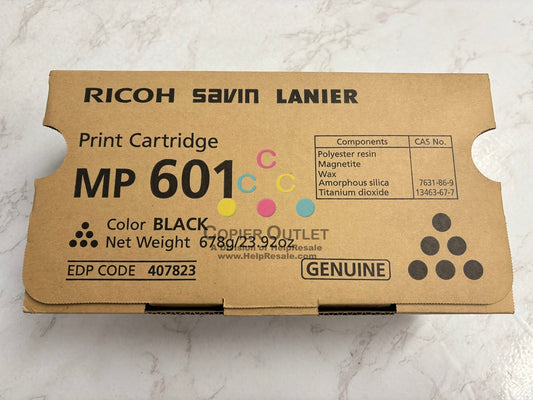 RICOH savin LANIER
Print Cartridge
MP 601
Components CAS No.
Polyester resin
Magnetite
Wax
Amorphous silica 7631-86-9
Titanium dioxide 13463-67-7
C
C C
Color BLACK
Net Weight 678g/23.92oz
COPIER OUTLET
A Division of HelpResale
www.HelpResale.com
EDP CODE 407823
GENUINE